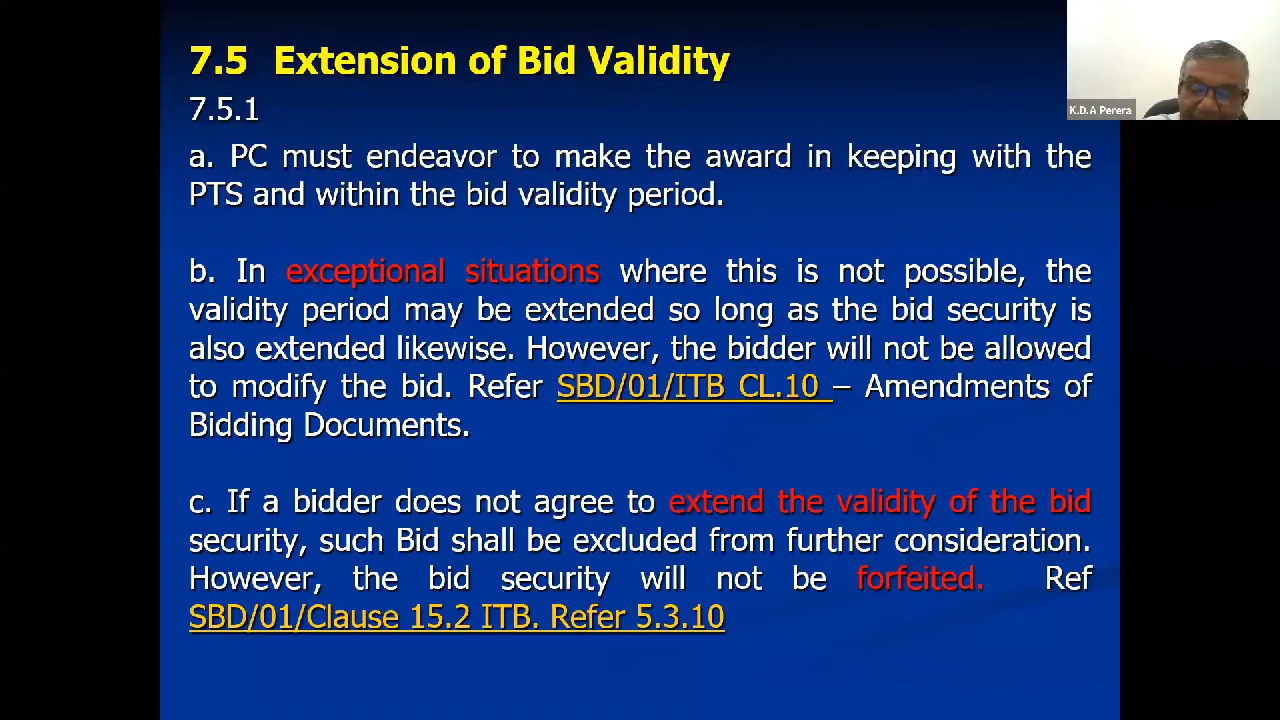 7.5 Extension of Bid Validity
7.5.1
a. PC must endeavor to make the award in keeping with the
PTS and within the bid validity period.
b. In exceptional situations where this is not possible, the
validity period may be extended so long as the bid security is
also extended likewise. However, the bidder will not be allowed
to modify the bid. Refer SBD/01/ITB CL.10 – Amendments of
Bidding Documents.
c. If a bidder does not agree to extend the validity of the bid
security, such Bid shall be excluded from further consideration.
However, the bid security will not be forfeited. Ref
SBD/01/Clause 15.2 ITB. Refer 5.3.10
K.D.A Perera